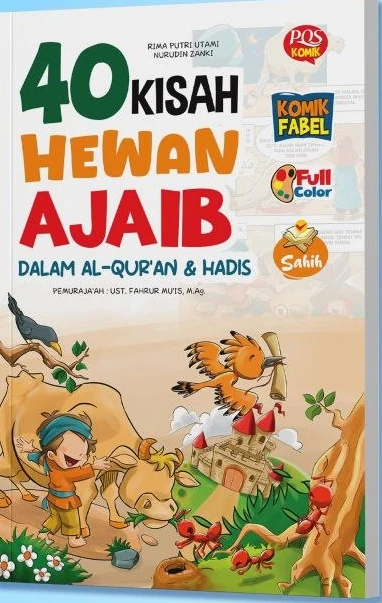 RIMA PUTRI UTAMI
NURUDIN ZANKI
PQS
KOMIK
40 KISAH
HEWAN
AJAIB
DALAM AL-QUR'AN & HADIS
PEMURAJA'AH : UST. FAHRUR MU'IS, M.Ag.
KOMIK
FABEL
Full
Color
Sahih